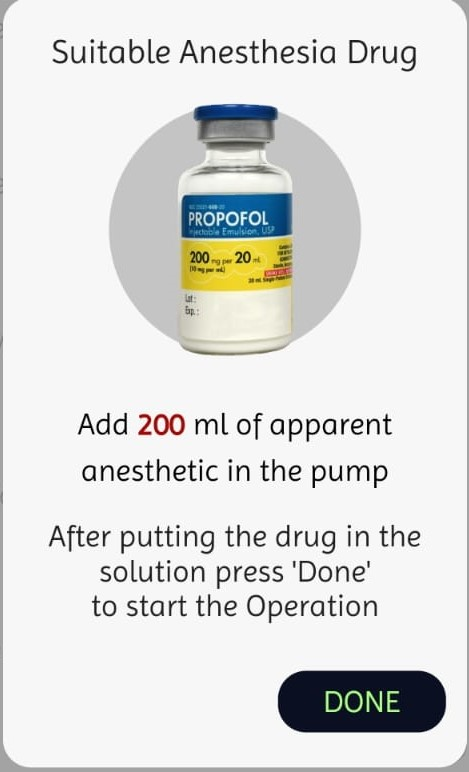 Suitable Anesthesia Drug
PROPOFOL
Injectable Emulsion, USP
200 mg per 20 mL
(10 mg per mL)
Lot :
Exp. :
Add 200 ml of apparent
anesthetic in the pump
After putting the drug in the
solution press 'Done'
to start the Operation
DONE